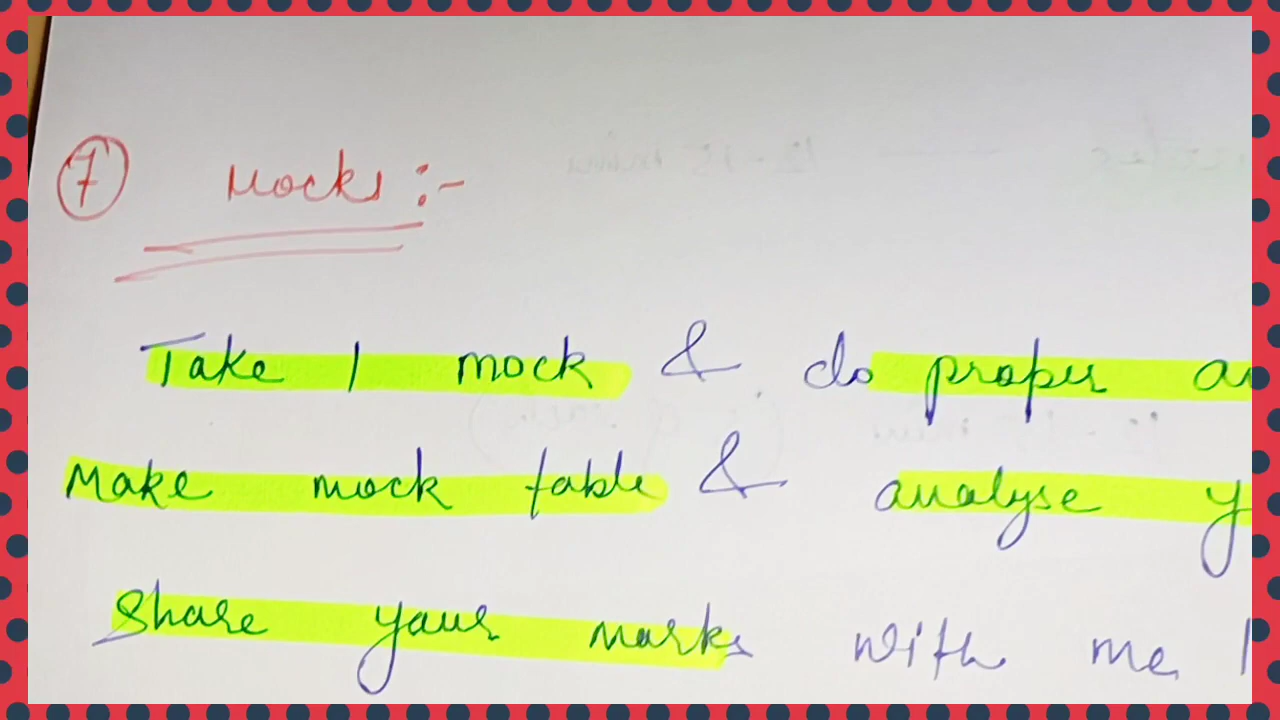 7 Mocks :-
Take 1 mock & do proper
Make mock table & analyse
Share your marks with me